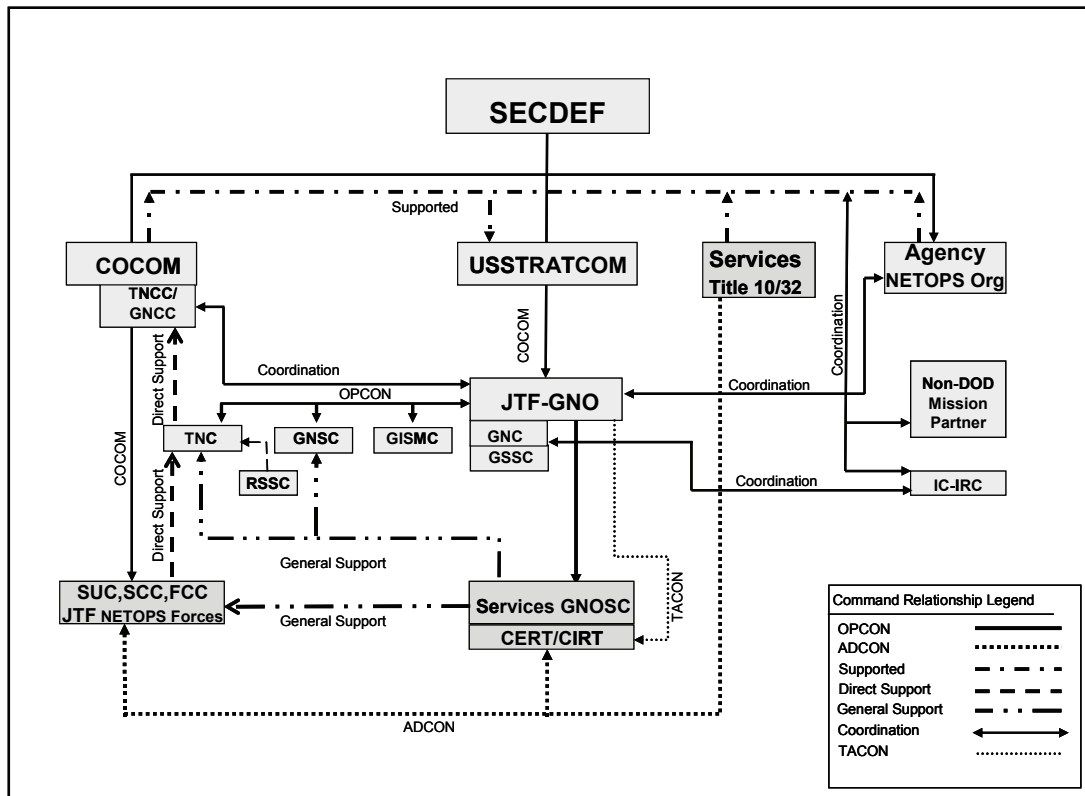 SECDEF
Supported
COCOM
TNCC/
GNCC
USSTRATCOM
Services
Title 10/32
Agency
NETOPS Org
COCOM
Coordination
Direct Support
Coordination
OPCON
JTF-GNO
Coordination
Non-DOD
Mission
Partner
TNC
GNSC
GISMC
GNC
GSSC
RSSC
COCOM
Coordination
IC-IRC
Direct Support
General Support
TACON
SUC,SCC,FCC
JTF NETOPS Forces
General Support
Services GNOSC
CERT/CIRT
ADCON
Command Relationship Legend
OPCON
ADCON
Supported
Direct Support
General Support
Coordination
TACON